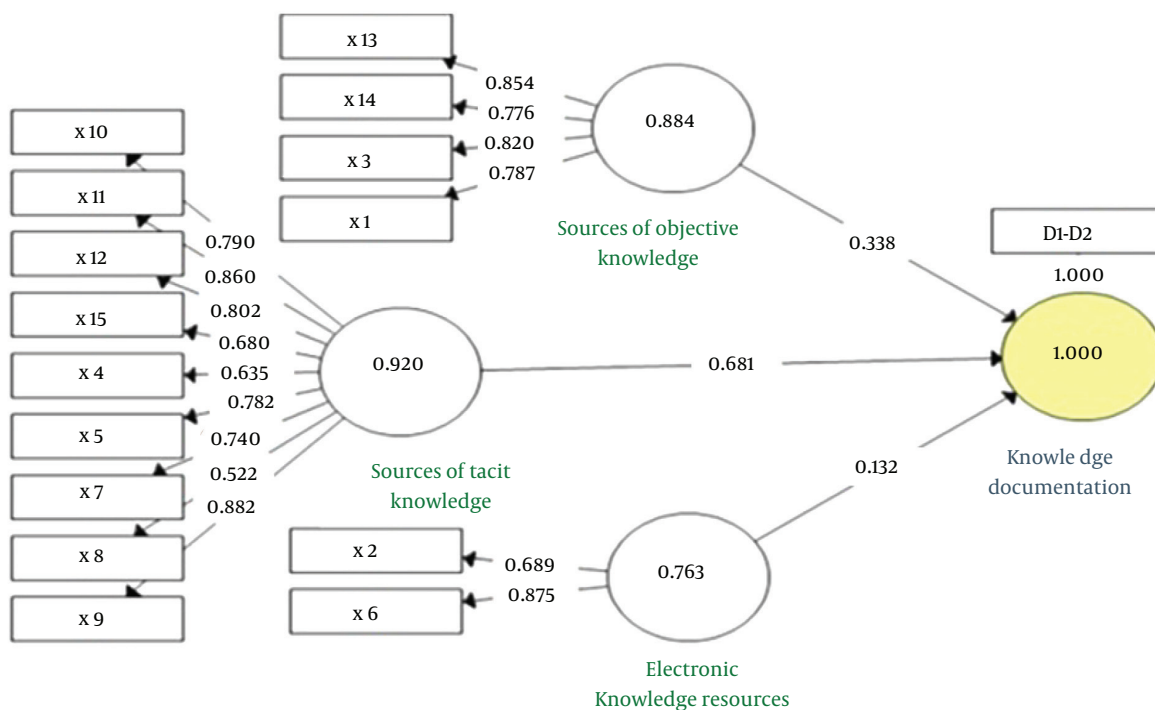 x 13
x 14
x 3
x 1
0.854
0.776
0.820
0.787
0.884
Sources of objective
knowledge
x 10
x 11
x 12
x 15
x 4
x 5
x 7
x 8
x 9
0.790
0.860
0.802
0.680
0.635
0.782
0.740
0.522
0.882
0.920
Sources of tacit
knowledge
x 2
x 6
0.689
0.875
0.763
Electronic
Knowledge resources
0.338
0.681
0.132
D1-D2
1.000
1.000
Knowle dge
documentation